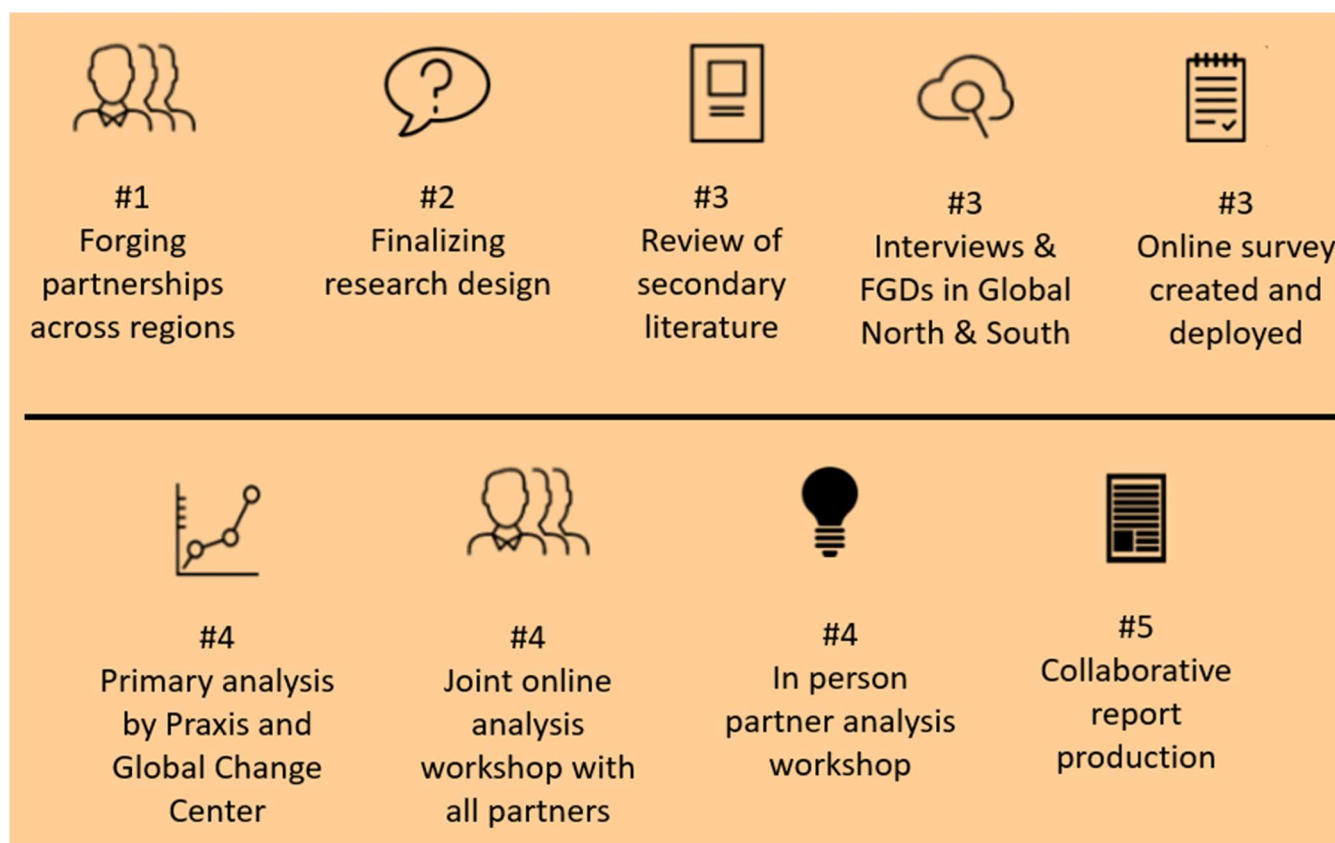 #1
Forging
partnerships
across regions
#2
Finalizing
research design
#3
Review of
secondary
literature
#3
Interviews &
FGDs in Global
North & South
#3
Online survey
created and
deployed
#4
Primary analysis
by Praxis and
Global Change
Center
#4
Joint online
analysis
workshop with
all partners
#4
In person
partner analysis
workshop
#5
Collaborative
report
production